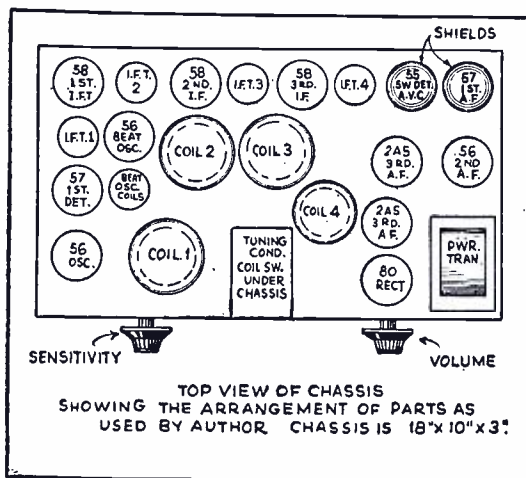 SHIELDS
58
1ST.
I.F.T
I.F.T.
2
58
2ND.
I.F.
I.F.T.3
58
3RD.
I.F.
I.F.T.4
55
SW DET.
A.V.C.
57
1ST.
A.F.
I.F.T.1
56
BEAT
OSC.
COIL 2
COIL 3
2A5
3RD.
A.F.
56
2ND
A.F.
57
1ST.
DET.
BEAT
OSC.
COILS
COIL 4
2A5
3RD.
A.F.
56
OSC.
COIL.1
TUNING
COND.
COIL SW.
UNDER
CHASSIS
80
RECT
PWR.
TRAN.
SENSITIVITY
VOLUME
TOP VIEW OF CHASSIS
SHOWING THE ARRANGEMENT OF PARTS AS
USED BY AUTHOR CHASSIS IS 18"X 10"X 3"